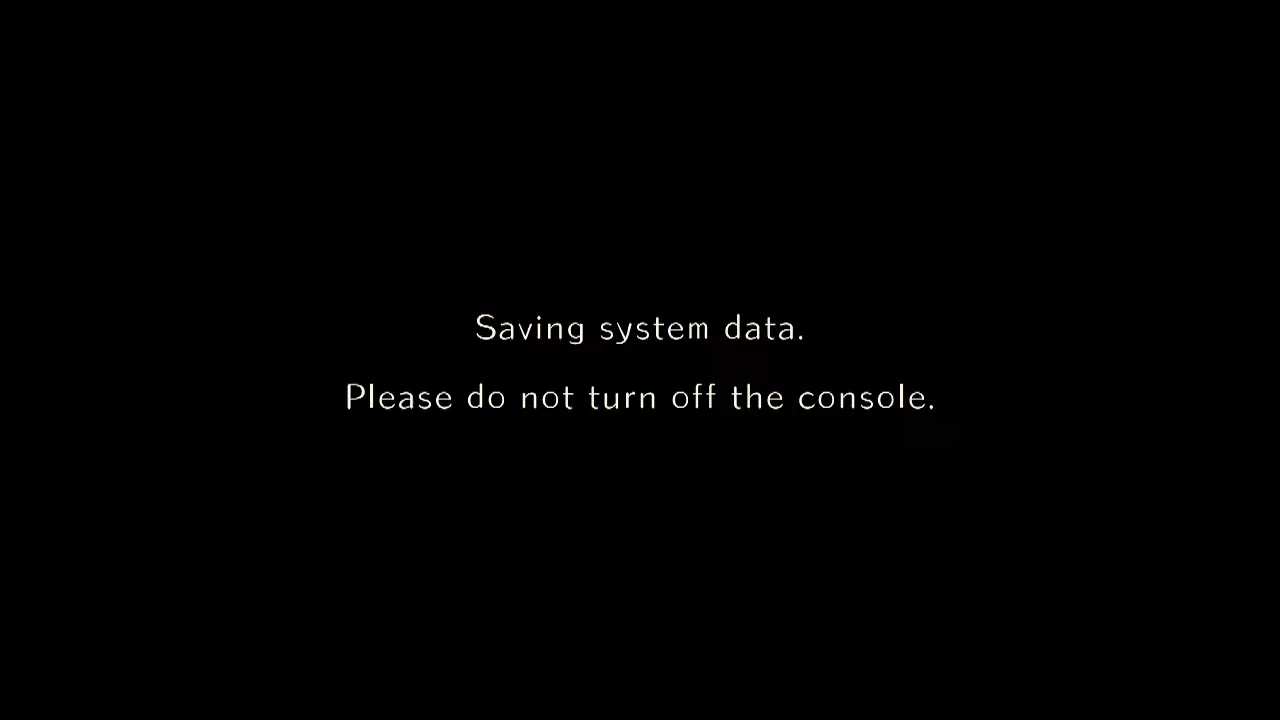 Saving system data.
Please do not turn off the console.